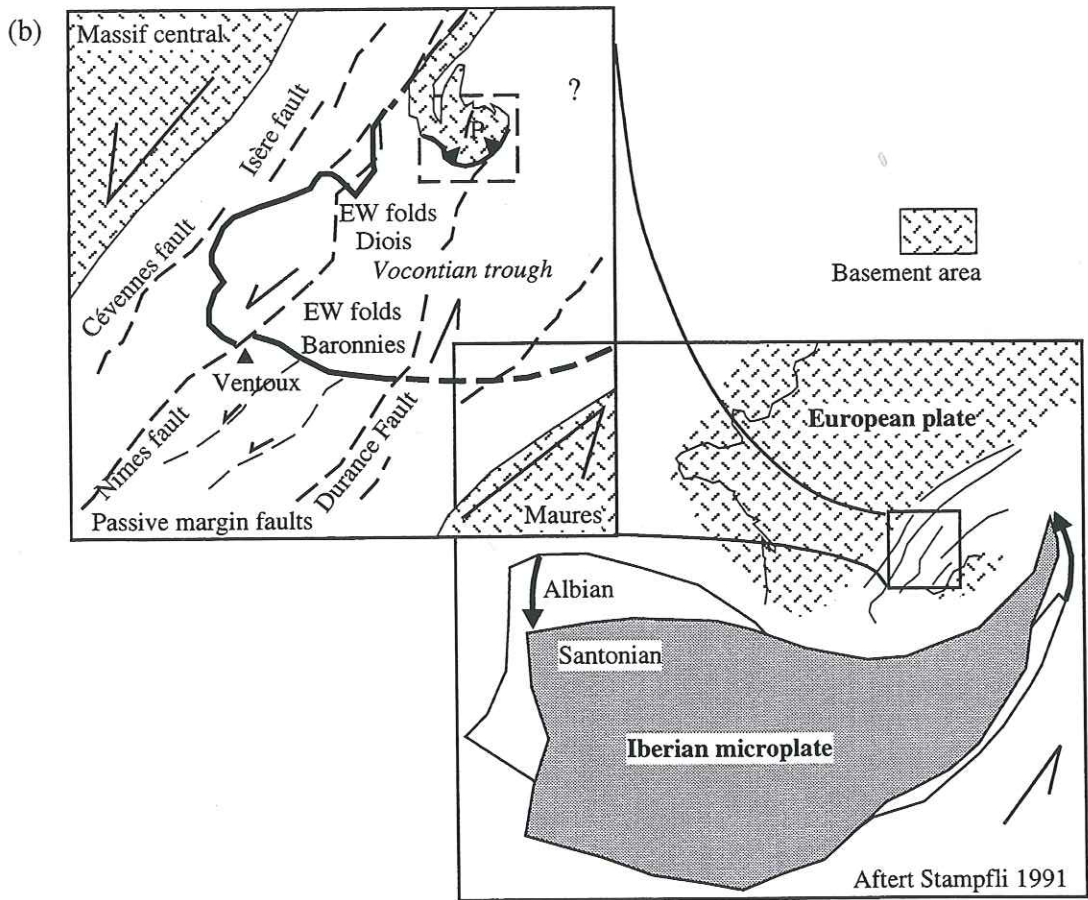 (b)
Massif central
Isère fault
?
P
Cévennes fault
EW folds
Diois
Vocontian trough
EW folds
Baronnies
Ventoux
Nîmes fault
Durance Fault
Passive margin faults
Maures
Basement area
European plate
Albian
Santonian
Iberian microplate
Aftert Stampfli 1991